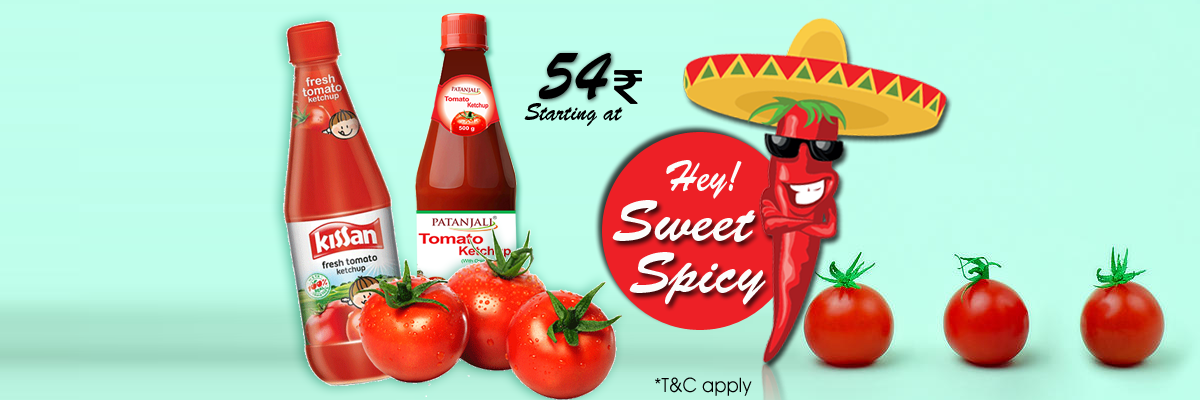 fresh
tomato
ketchup
kissan
fresh tomato
ketchup
100%
PATANJALI
Tomato
Ketchup
500 g
PATANJALI
Tomato
Ketchup
54₹
Starting at
Hey!
Sweet
Spicy
*T&C apply